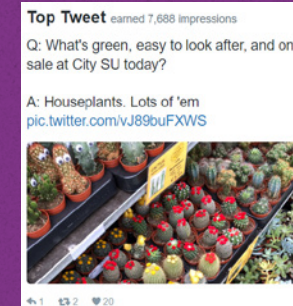 Top Tweet earned 7,688 impressions
Q: What's green, easy to look after, and on
sale at City SU today?
A: Houseplants. Lots of 'em
pic.twitter.com/vJ89buFXWS
1 2 20